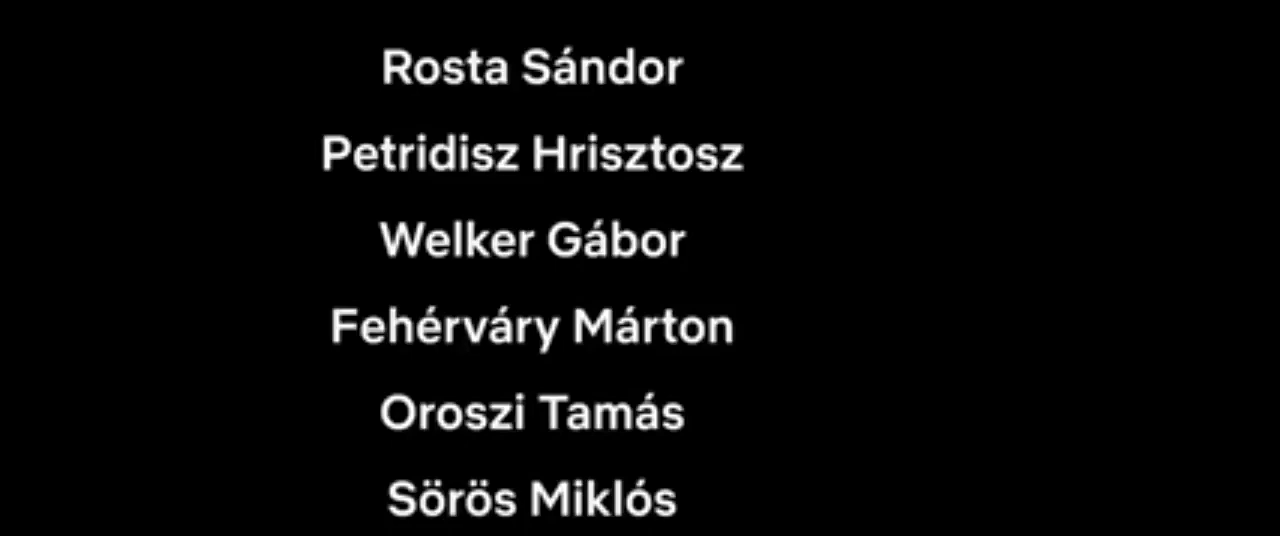 Rosta Sándor
Petridisz Hrisztosz
Welker Gábor
Fehérváry Márton
Oroszi Tamás
Sörös Miklós